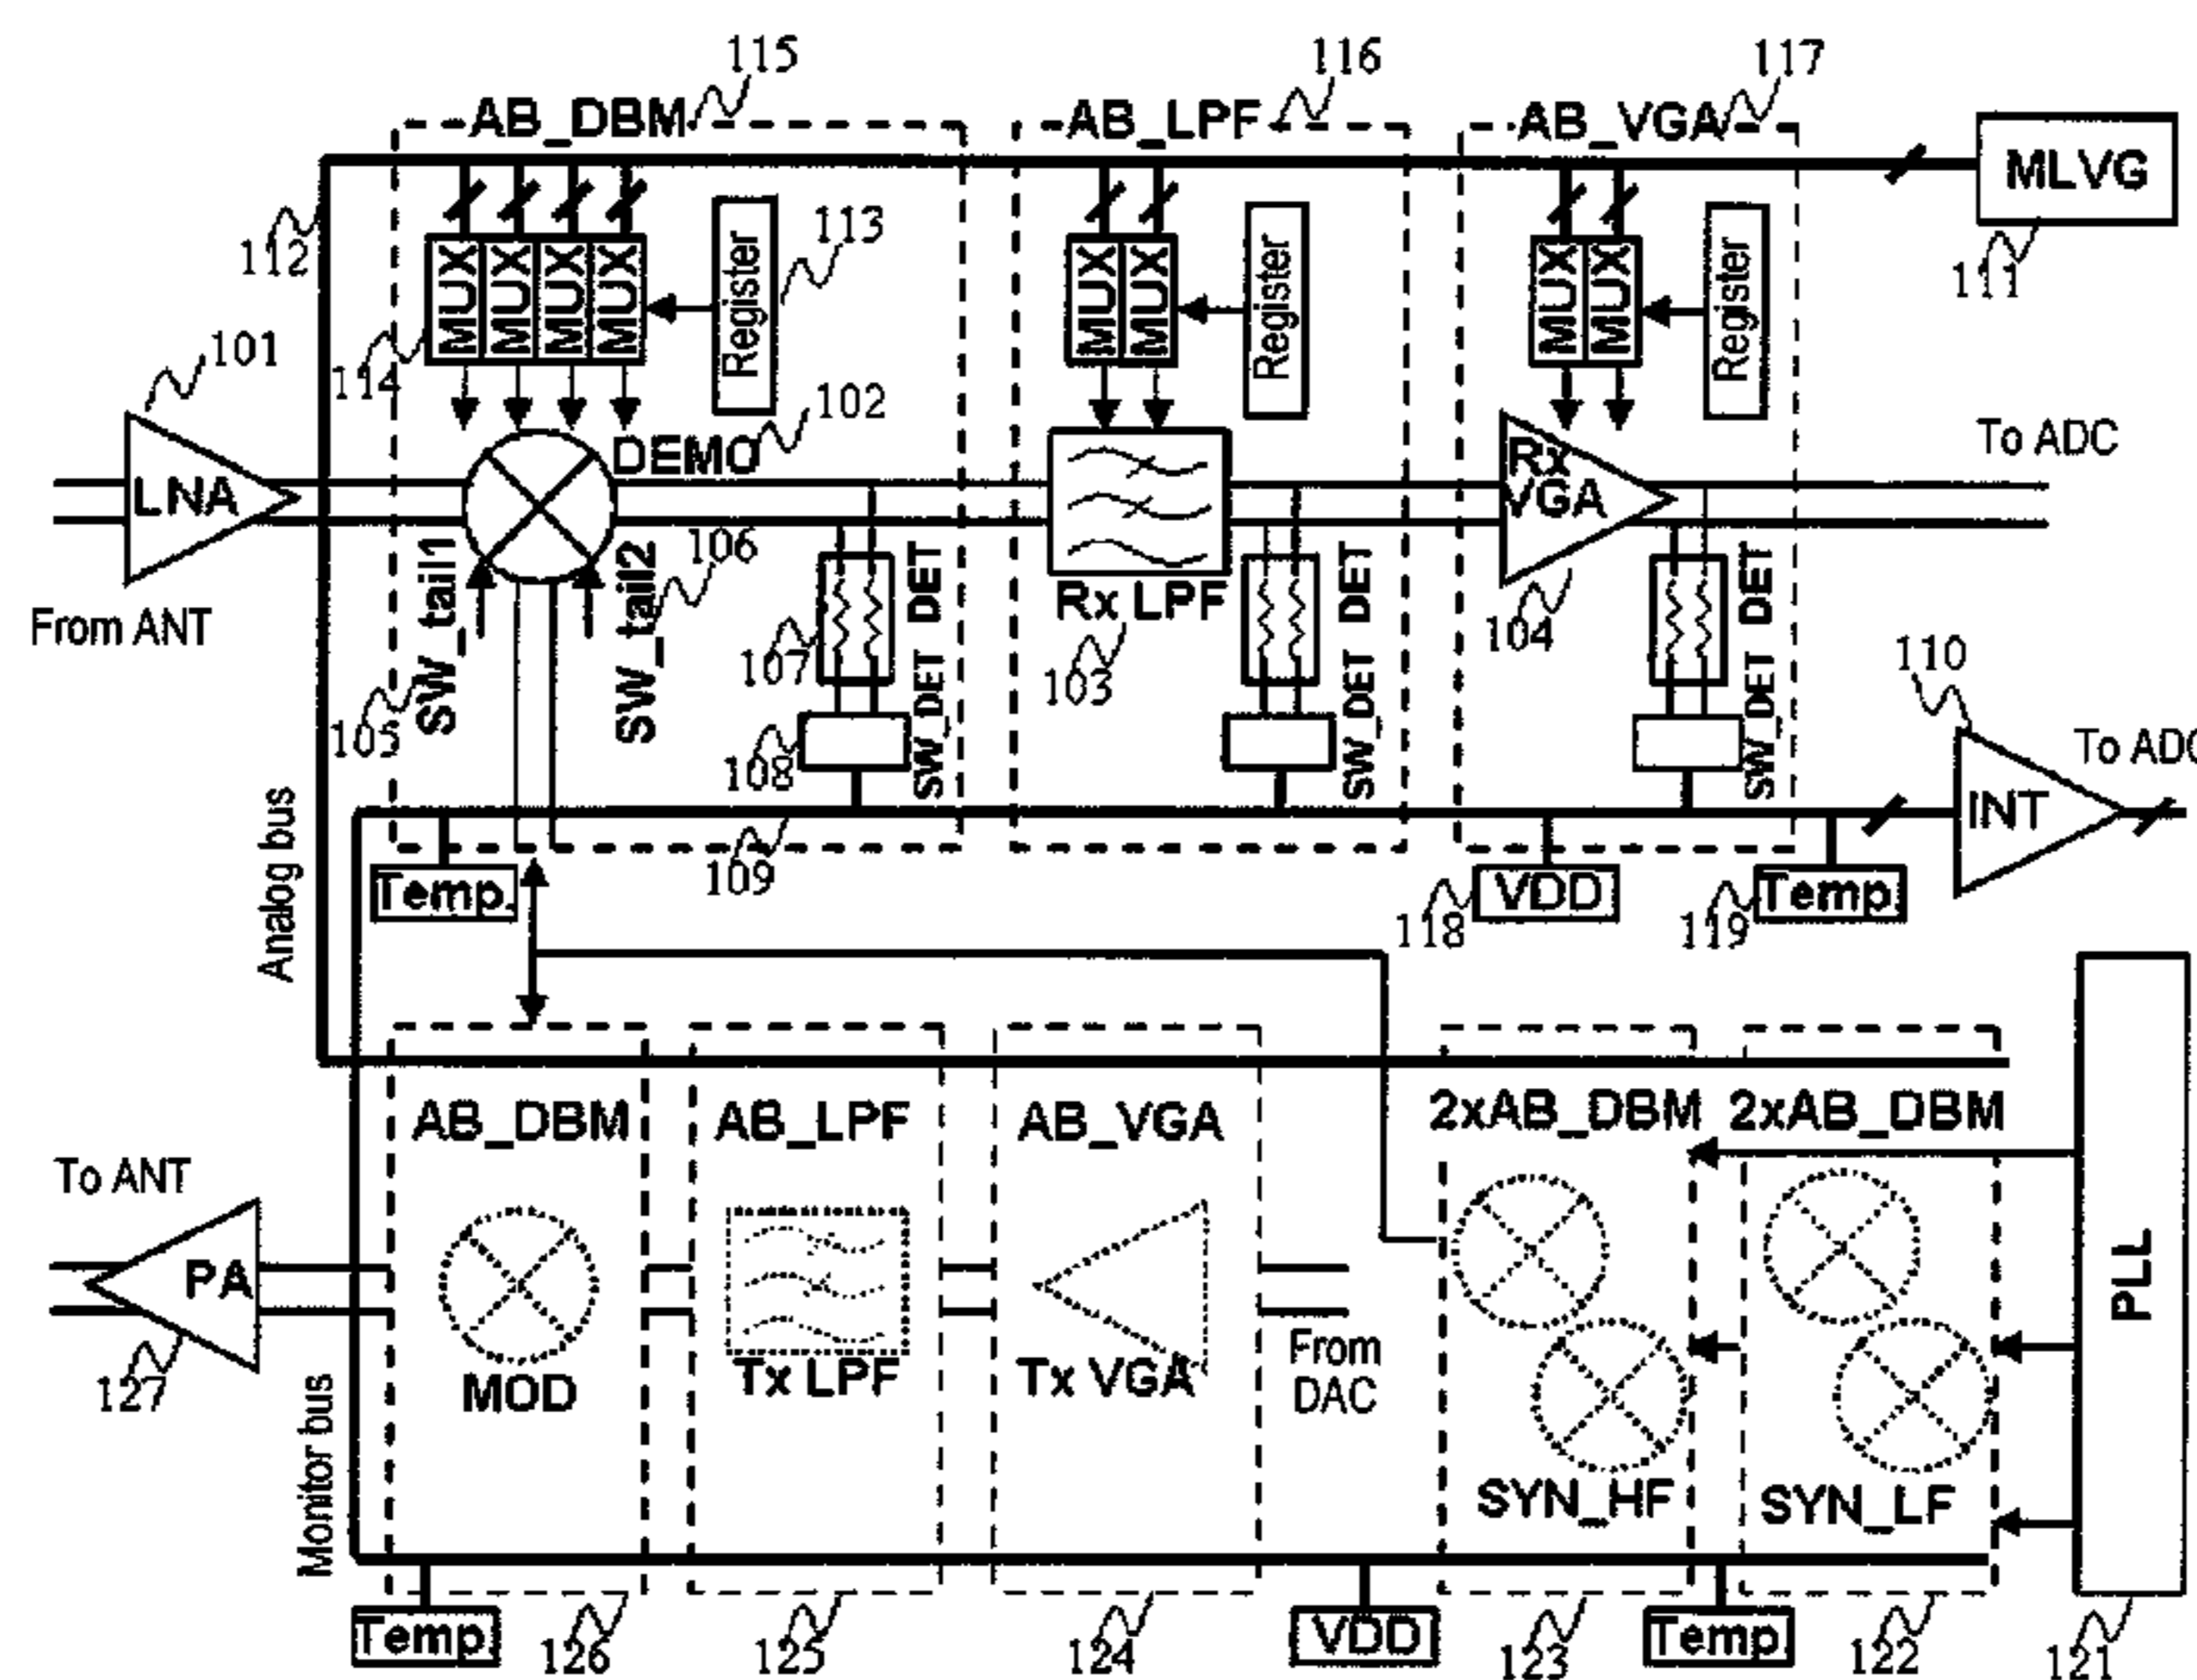 115
116
117
AB_DBM
AB_LPF
AB_VGA
MLVG
111
112
MUX
MUX
MUX
MUX
Register
113
114
MUX
MUX
Register
MUX
MUX
Register
101
LNA
From ANT
DEMO
102
SW_tail1
105
SW_tail2
106
107
DET
108
SW_DET
Rx LPF
103
DET
SW_DET
Rx
VGA
104
DET
SW_DET
To ADC
110
INT
To ADC
109
Temp.
118
VDD
119
Temp.
Analog bus
AB_DBM
AB_LPF
AB_VGA
2xAB_DBM
2xAB_DBM
To ANT
PA
127
MOD
Tx LPF
Tx VGA
From
DAC
SYN_HF
SYN_LF
PLL
Monitor bus
Temp.
126
125
124
VDD
123
Temp.
122
121